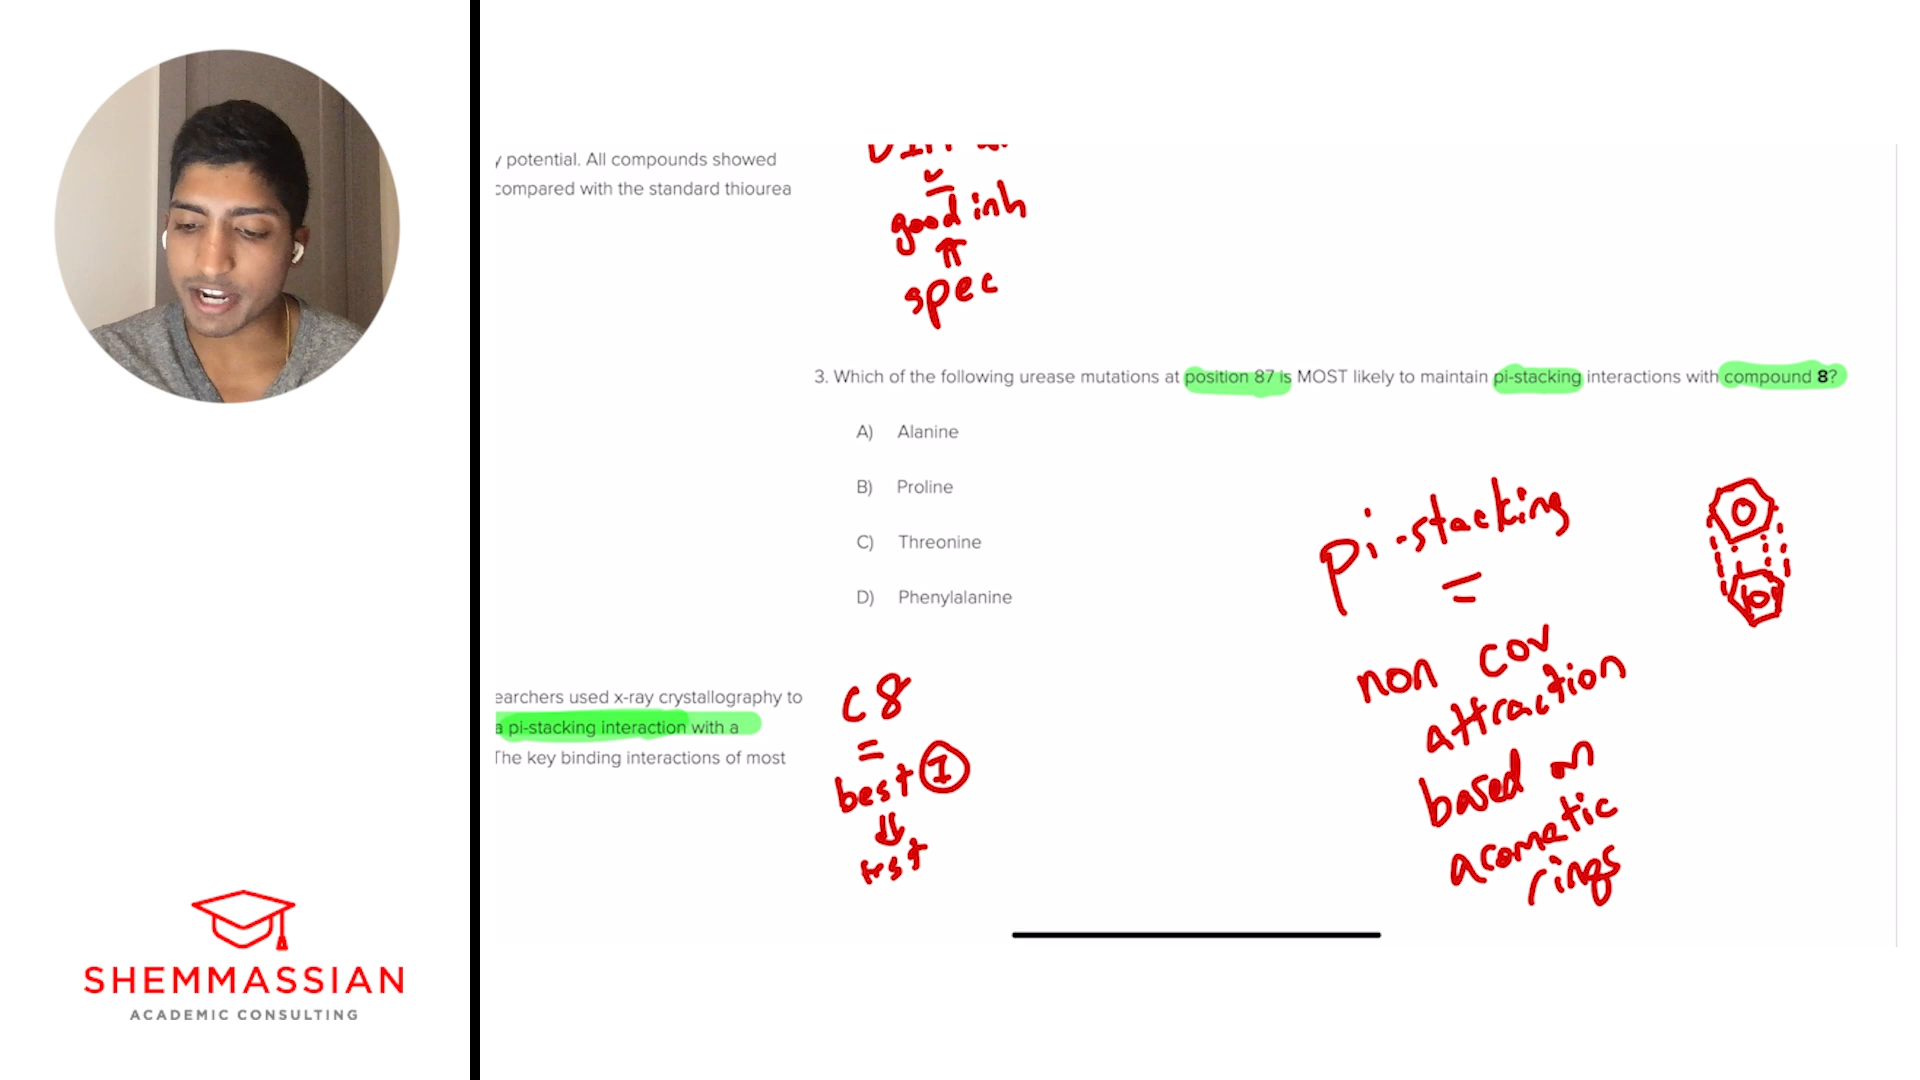 y potential. All compounds showed
compared with the standard thiourea
good inh
spec
3. Which of the following urease mutations at position 87 is MOST likely to maintain pi-stacking interactions with compound 8?
A) Alanine
B) Proline
C) Threonine
D) Phenylalanine
pi-stacking
=
non cov
attraction
based on
aromatic
rings
earchers used x-ray crystallography to
a pi-stacking interaction with a
The key binding interactions of most
C8
=
best I
SHEMMASSIAN
ACADEMIC CONSULTING